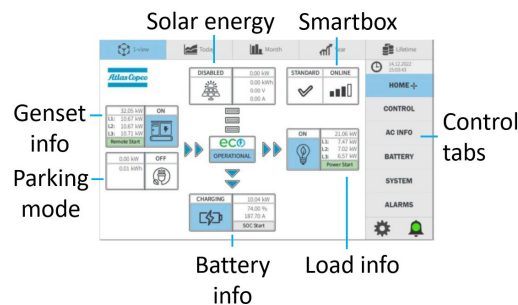 Solar energy
Smartbox
i-view
Today
Month
Year
Lifetime
Atlas Copco
DISABLED
0,00 kW
0.00 kWh
0.00 V
0.00 A
STANDARD
ONLINE
14.12.2022
15:03:43
HOME
CONTROL
AC INFO
BATTERY
SYSTEM
ALARMS
Genset
info
32.05 kW
ON
L1: 10.67 kW
L2: 10.67 kW
L3: 10.71 kW
Remote Start
Parking
mode
0.00 kW
OFF
0.01 kWh
eco
OPERATIONAL
ON
21.06 kW
L1: 7.47 kW
L2: 7.02 kW
L3: 6.57 kW
Power Start
CHARGING
10,04 kW
74.00 %
187.70 A
SOC Start
Control
tabs
Battery
info
Load info